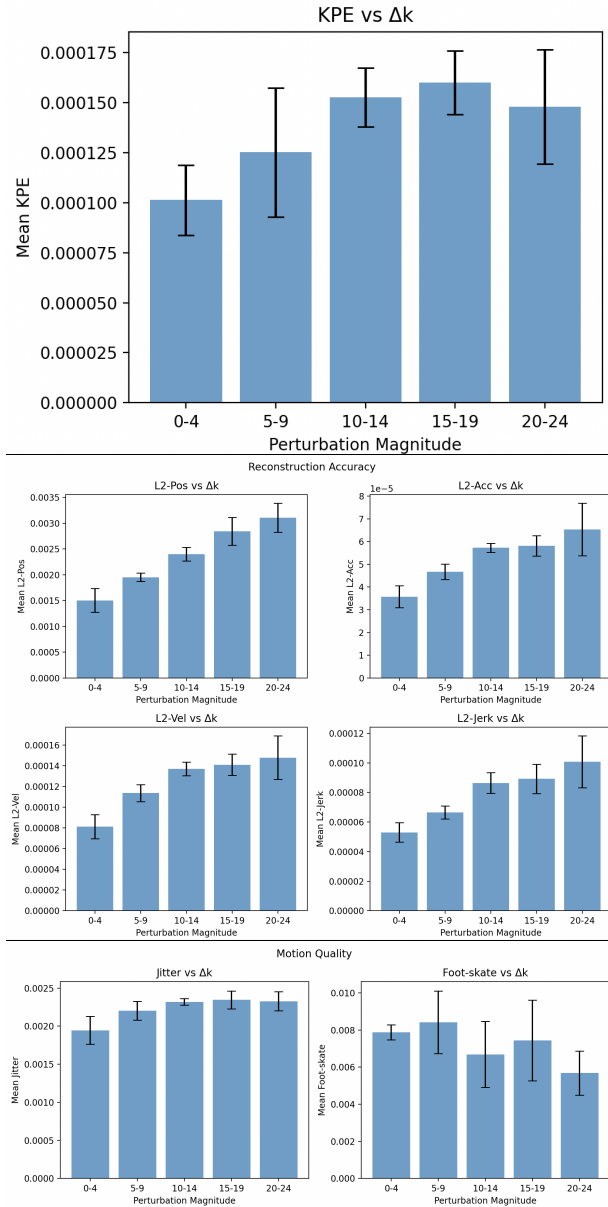 KPE vs Δk
Mean KPE
0.000175
0.000150
0.000125
0.000100
0.000075
0.000050
0.000025
0.000000
0-4 5-9 10-14 15-19 20-24
Perturbation Magnitude
Reconstruction Accuracy
L2-Pos vs Δk
Mean L2-Pos
0.0035
0.0030
0.0025
0.0020
0.0015
0.0010
0.0005
0.0000
0-4 5-9 10-14 15-19 20-24
Perturbation Magnitude
L2-Acc vs Δk
1e−5
Mean L2-Acc
8
7
6
5
4
3
2
1
0
0-4 5-9 10-14 15-19 20-24
Perturbation Magnitude
L2-Vel vs Δk
Mean L2-Vel
0.00016
0.00014
0.00012
0.00010
0.00008
0.00006
0.00004
0.00002
0.00000
0-4 5-9 10-14 15-19 20-24
Perturbation Magnitude
L2-Jerk vs Δk
Mean L2-Jerk
0.00012
0.00010
0.00008
0.00006
0.00004
0.00002
0.00000
0-4 5-9 10-14 15-19 20-24
Perturbation Magnitude
Motion Quality
Jitter vs Δk
Mean Jitter
0.0025
0.0020
0.0015
0.0010
0.0005
0.0000
0-4 5-9 10-14 15-19 20-24
Perturbation Magnitude
Foot-skate vs Δk
Mean Foot-skate
0.010
0.008
0.006
0.004
0.002
0.000
0-4 5-9 10-14 15-19 20-24
Perturbation Magnitude